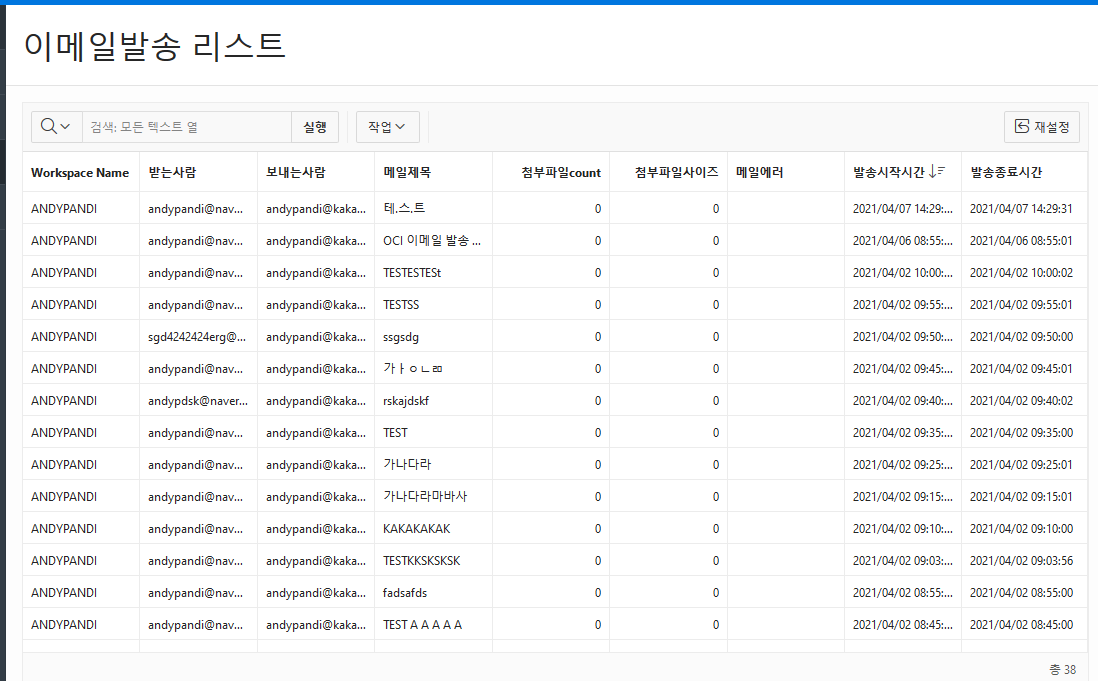 이메일발송 리스트
검색: 모든 텍스트 열 실행 작업 재설정
Workspace Name 받는사람 보내는사람 메일제목 첨부파일count 첨부파일사이즈 메일에러 발송시작시간 발송종료시간
ANDYPANDI andypandi@nav... andypandi@kaka... 테.스.트 0 0 2021/04/07 14:29:... 2021/04/07 14:29:31
ANDYPANDI andypandi@nav... andypandi@kaka... OCI 이메일 발송 ... 0 0 2021/04/06 08:55:... 2021/04/06 08:55:01
ANDYPANDI andypandi@nav... andypandi@kaka... TESTESTESt 0 0 2021/04/02 10:00:... 2021/04/02 10:00:02
ANDYPANDI andypandi@nav... andypandi@kaka... TESTSS 0 0 2021/04/02 09:55:... 2021/04/02 09:55:01
ANDYPANDI sgd4242424erg@... andypandi@kaka... ssgsdg 0 0 2021/04/02 09:50:... 2021/04/02 09:50:00
ANDYPANDI andypandi@nav... andypandi@kaka... 가ㅏㅇㄴㄻ 0 0 2021/04/02 09:45:... 2021/04/02 09:45:01
ANDYPANDI andypdsk@naver... andypandi@kaka... rskajdskf 0 0 2021/04/02 09:40:... 2021/04/02 09:40:02
ANDYPANDI andypandi@nav... andypandi@kaka... TEST 0 0 2021/04/02 09:35:... 2021/04/02 09:35:00
ANDYPANDI andypandi@nav... andypandi@kaka... 가나다라 0 0 2021/04/02 09:25:... 2021/04/02 09:25:01
ANDYPANDI andypandi@nav... andypandi@kaka... 가나다라마바사 0 0 2021/04/02 09:15:... 2021/04/02 09:15:01
ANDYPANDI andypandi@nav... andypandi@kaka... KAKAKAKAK 0 0 2021/04/02 09:10:... 2021/04/02 09:10:00
ANDYPANDI andypandi@nav... andypandi@kaka... TESTKKSKSKSK 0 0 2021/04/02 09:03:... 2021/04/02 09:03:56
ANDYPANDI andypandi@nav... andypandi@kaka... fadsafds 0 0 2021/04/02 08:55:... 2021/04/02 08:55:00
ANDYPANDI andypandi@nav... andypandi@kaka... TEST A A A A A 0 0 2021/04/02 08:45:... 2021/04/02 08:45:00
총 38